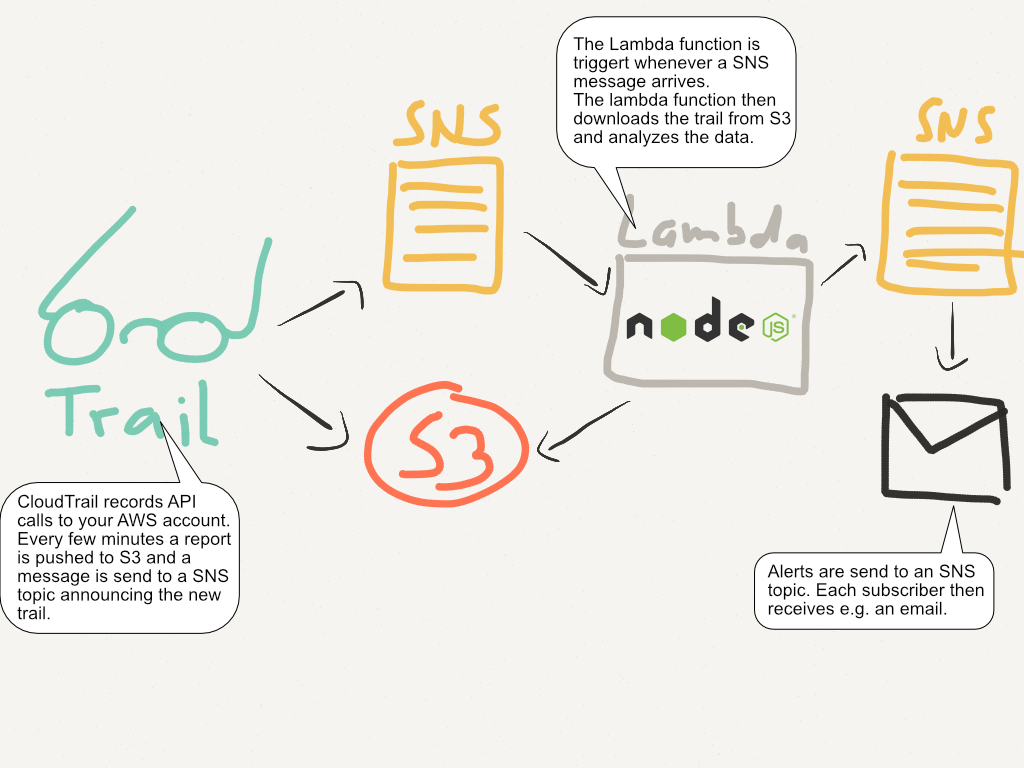 The Lambda function is
triggert whenever a SNS
message arrives.
The lambda function then
downloads the trail from S3
and analyzes the data.
SNS
SNS
Lambda
node
JS
Trail
S3
CloudTrail records API
calls to your AWS account.
Every few minutes a report
is pushed to S3 and a
message is send to a SNS
topic announcing the new
trail.
Alerts are send to an SNS
topic. Each subscriber then
receives e.g. an email.